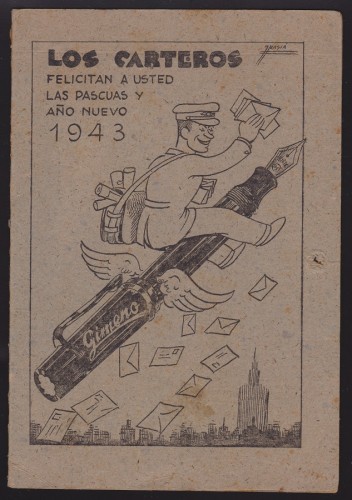 LOS CARTEROS
FELICITAN A USTED
LAS PASCUAS Y
AÑO NUEVO
1943
Gimeno